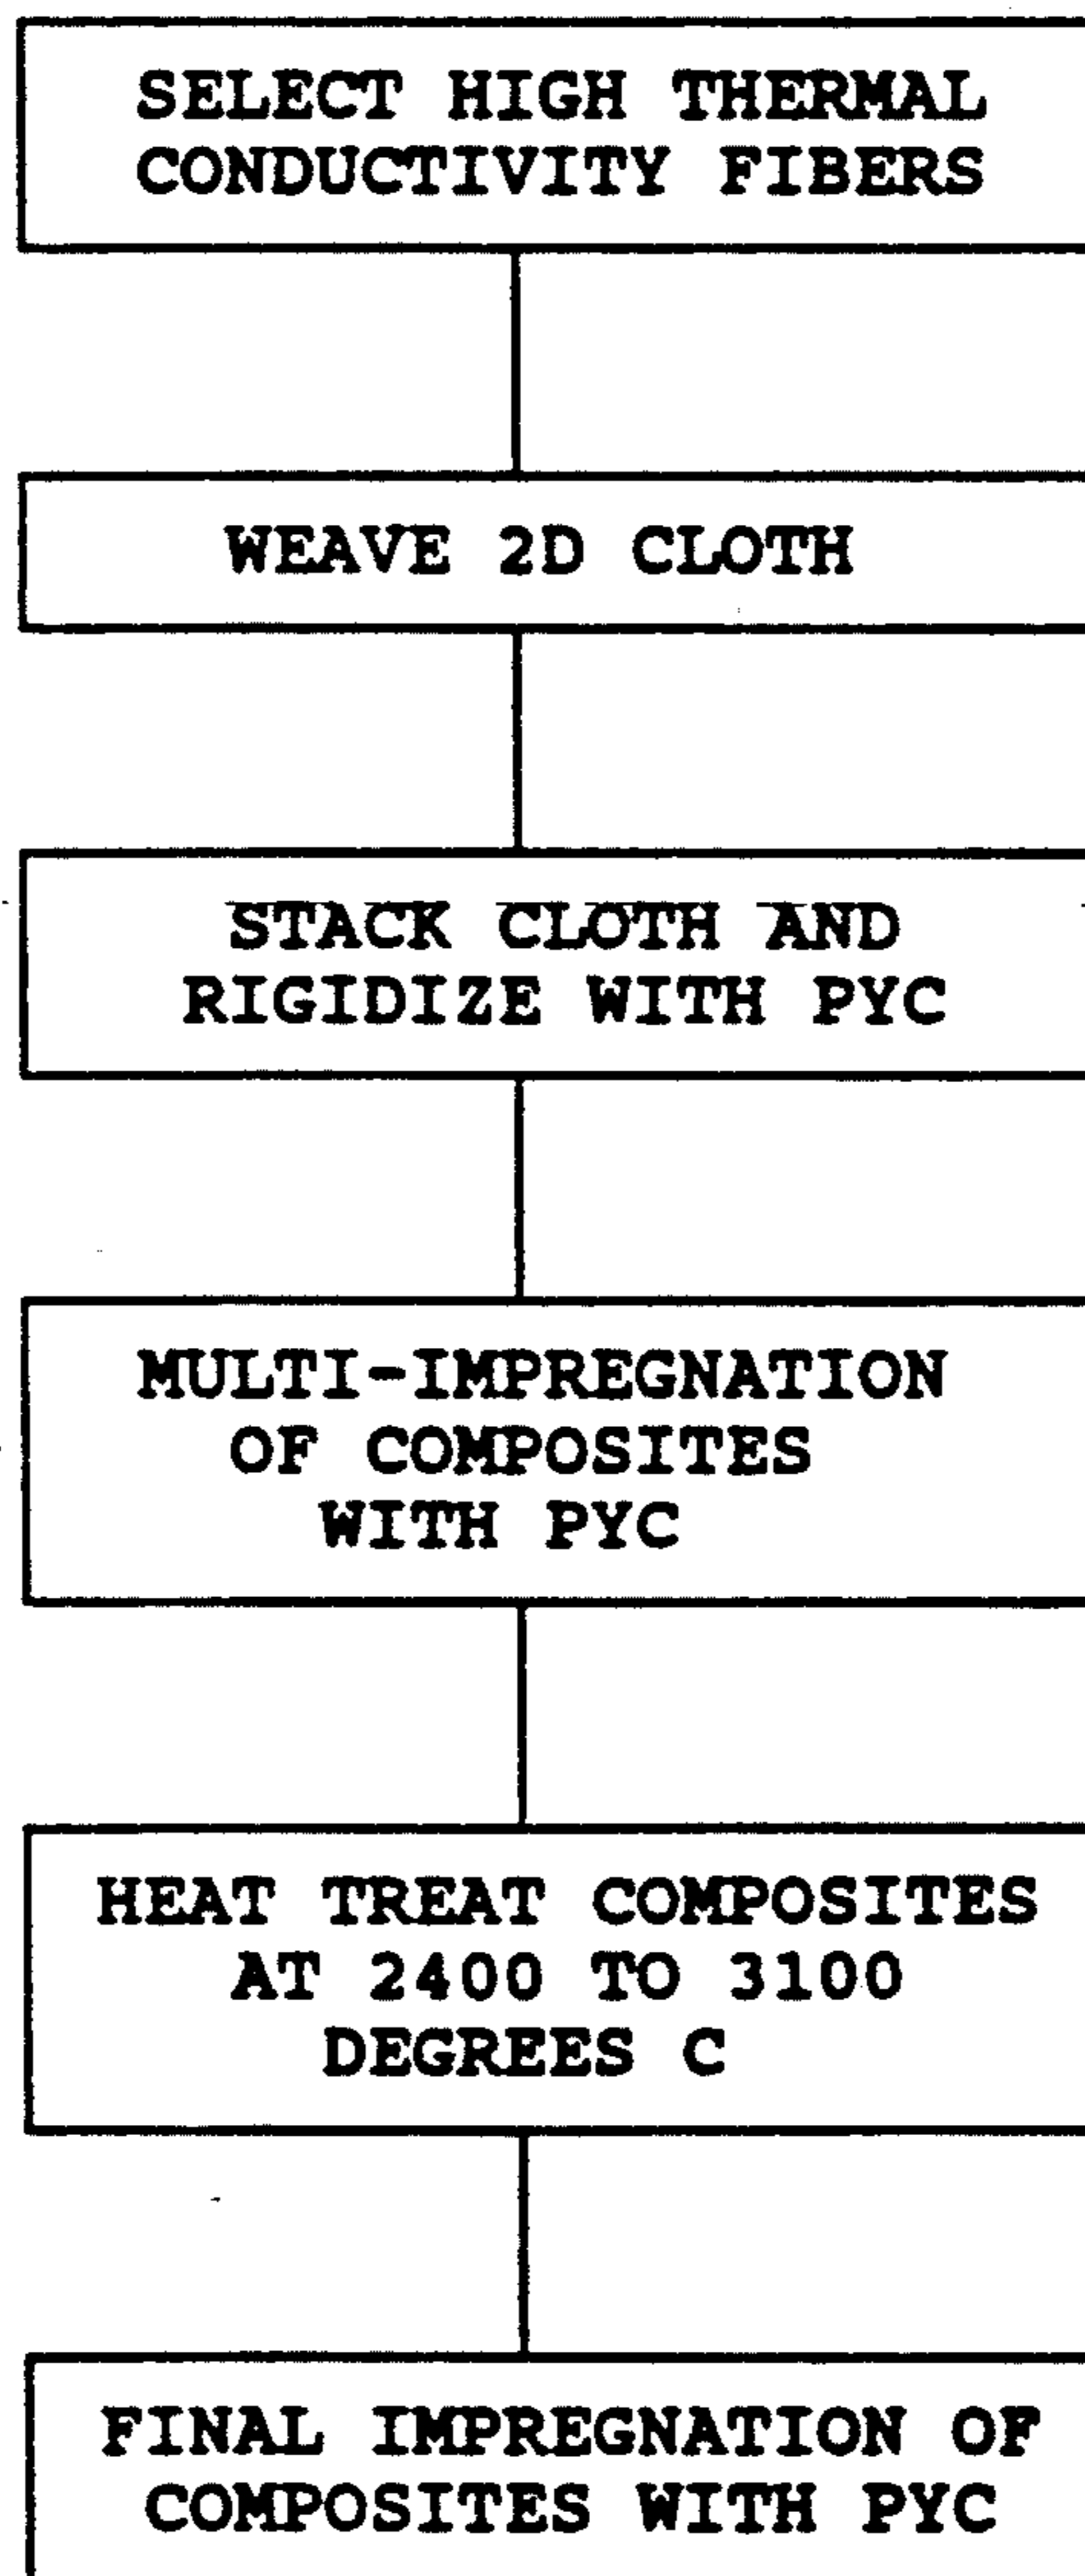 SELECT HIGH THERMAL
CONDUCTIVITY FIBERS
WEAVE 2D CLOTH
STACK CLOTH AND
RIGIDIZE WITH PYC
MULTI-IMPREGNATION
OF COMPOSITES
WITH PYC
HEAT TREAT COMPOSITES
AT 2400 TO 3100
DEGREES C
FINAL IMPREGNATION OF
COMPOSITES WITH PYC